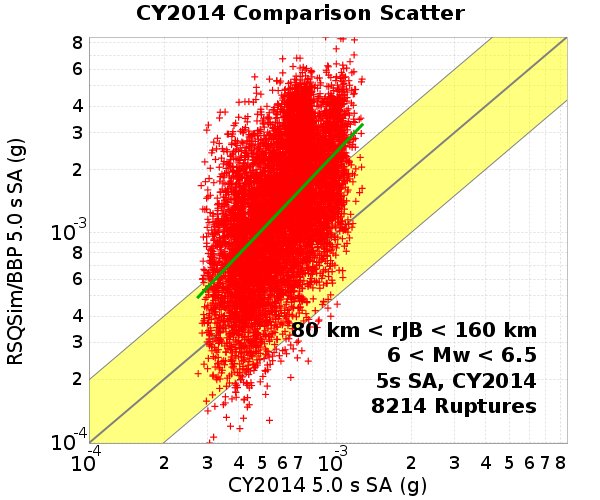 CY2014 Comparison Scatter
RSQSim/BBP 5.0 s SA (g)
8
6
4
3
2
10-3
8
6
4
3
2
10-4
80 km < rJB < 160 km
6 < Mw < 6.5
5s SA, CY2014
8214 Ruptures
10-4 2 3 4 5 6 7 10-3 2 3 4 5 6 7 8
CY2014 5.0 s SA (g)